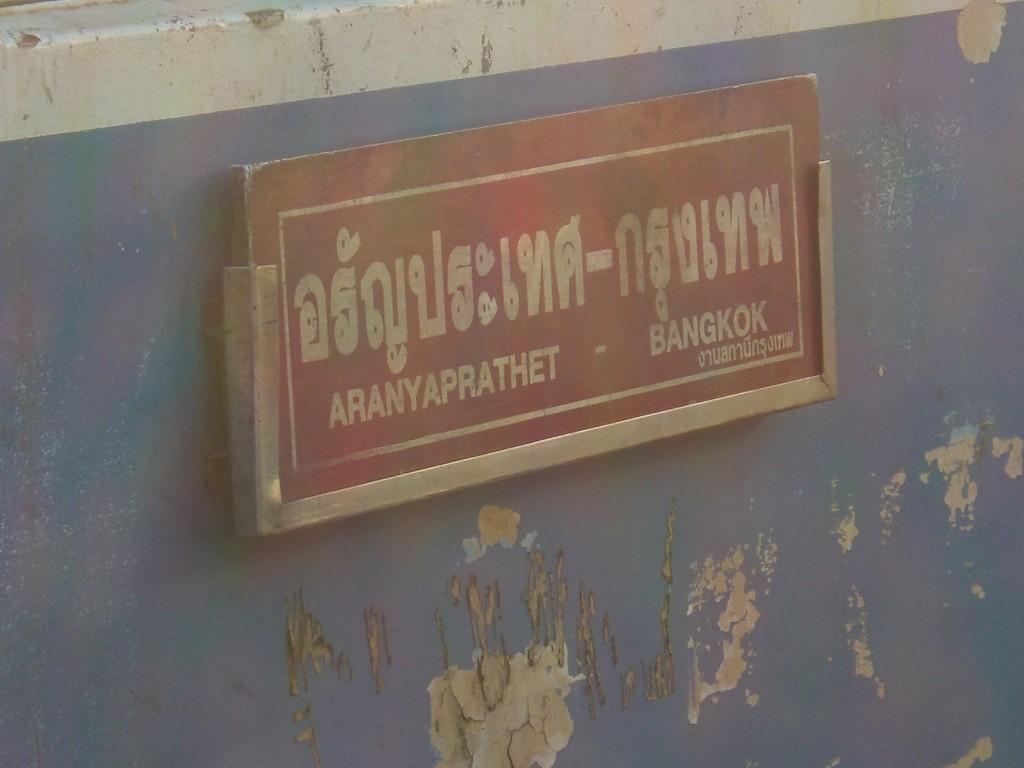 อรัญประเทศ-กรุงเทพ
ARANYAPRATHET - BANGKOK
งานสถานีกรุงเทพ